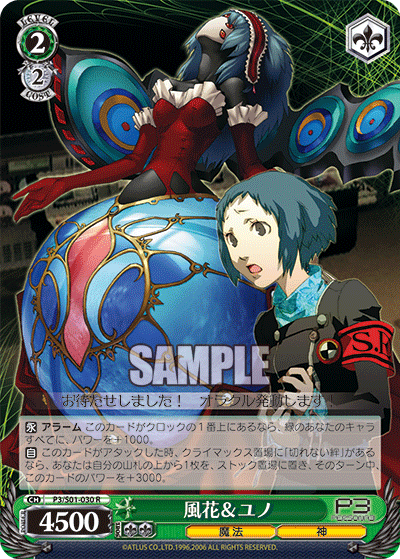 LEVEL
2
2
COST
S.E
SAMPLE
お待たせしました！　オラクル発動します！
永 アラーム このカードがクロックの１番上にあるなら、緑のあなたのキャラ
すべてに、パワーを＋1000。
自 このカードがアタックした時、クライマックス置場に「切れない絆」があ
るなら、あなたは自分の山札の上から1枚を、ストック置場に置き、そのターン中、
このカードのパワーを＋3000。
CH P3/S01-030 R
4500
風花＆ユノ
魔法 神
P3
©ATLUS CO.,LTD.1996,2006 ALL RIGHTS RESERVED.